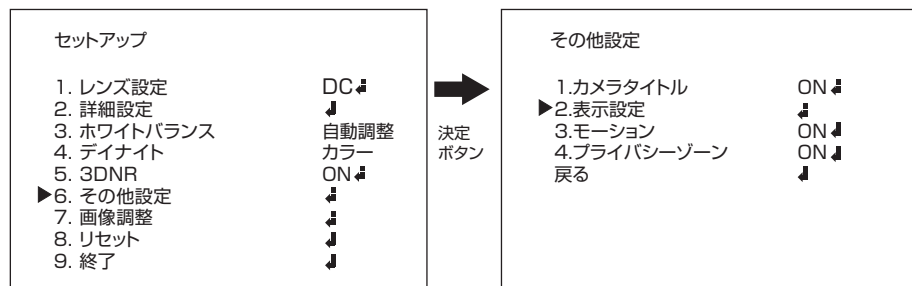 セットアップ
1. レンズ設定 DC↲
2. 詳細設定 ↲
3. ホワイトバランス 自動調整
4. デイナイト カラー
5. 3DNR ON↲
▶6. その他設定 ↲
7. 画像調整 ↲
8. リセット ↲
9. 終了 ↲
決定
ボタン
その他設定
1.カメラタイトル ON↲
▶2.表示設定 ↲
3.モーション ON↲
4.プライバシーゾーン ON↲
戻る ↲